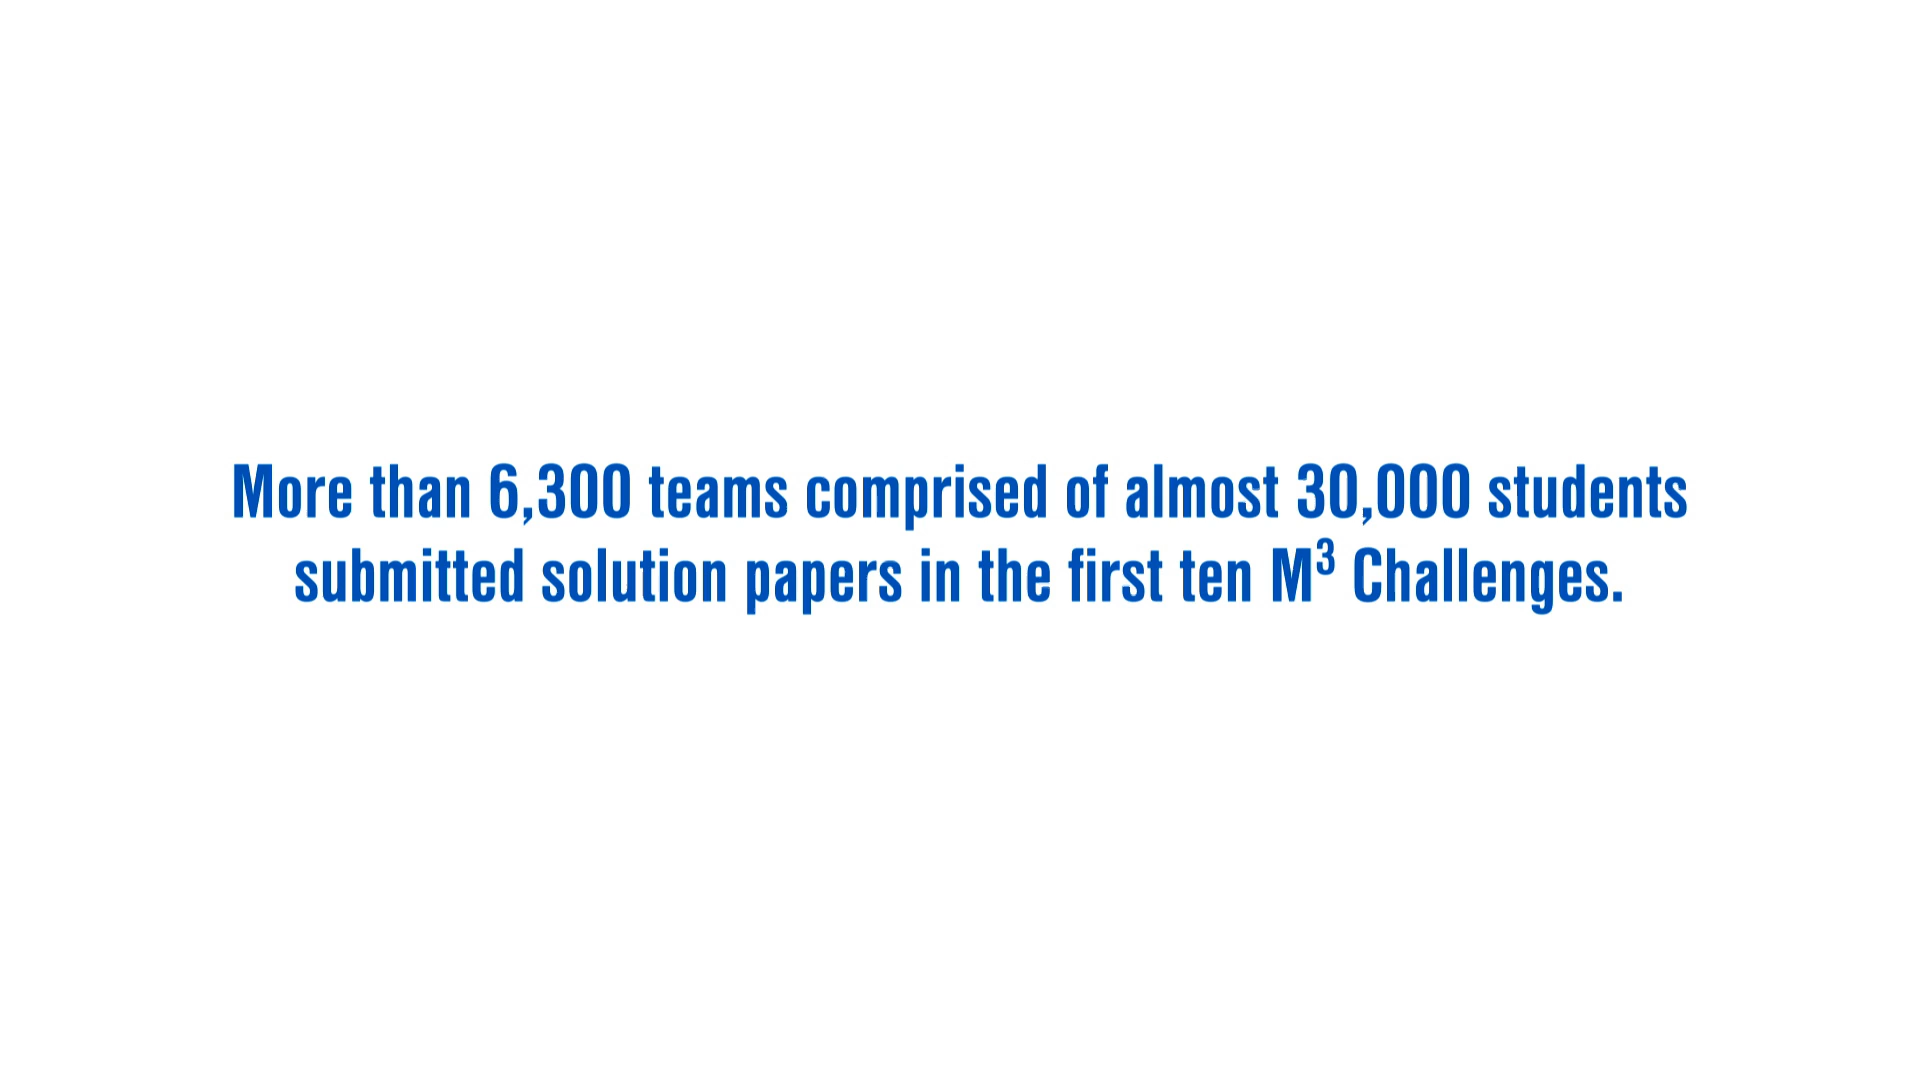 More than 6,300 teams comprised of almost 30,000 students
submitted solution papers in the first ten M³ Challenges.